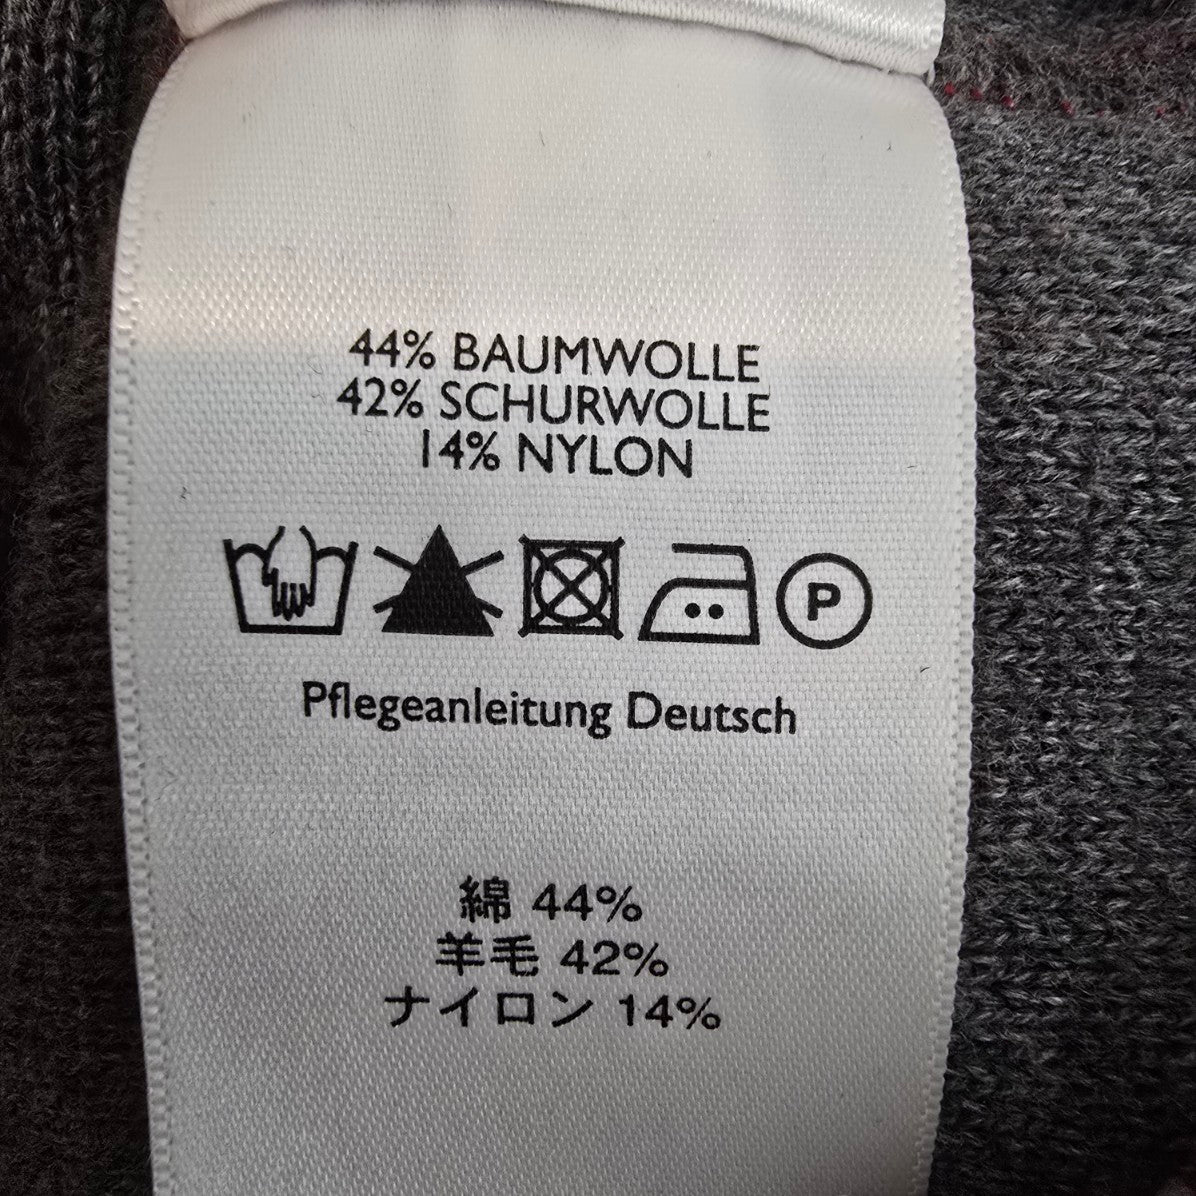 44% BAUMWOLLE
42% SCHURWOLLE
14% NYLON
P
Pflegeanleitung Deutsch
綿 44%
羊毛 42%
ナイロン 14%